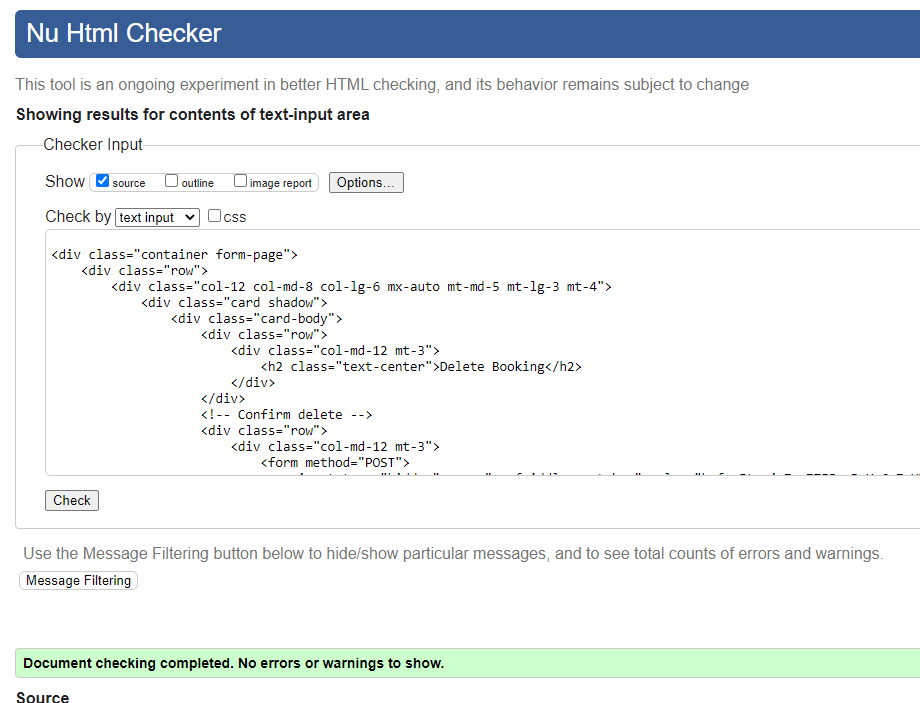 Nu Html Checker
This tool is an ongoing experiment in better HTML checking, and its behavior remains subject to change
Showing results for contents of text-input area
Checker Input
Show source outline image report Options...
Check by text input css
<div class="container form-page">
<div class="row">
<div class="col-12 col-md-8 col-lg-6 mx-auto mt-md-5 mt-lg-3 mt-4">
<div class="card shadow">
<div class="card-body">
<div class="row">
<div class="col-md-12 mt-3">
<h2 class="text-center">Delete Booking</h2>
</div>
</div>
<!-- Confirm delete -->
<div class="row">
<div class="col-md-12 mt-3">
<form method="POST">
Check
Use the Message Filtering button below to hide/show particular messages, and to see total counts of errors and warnings.
Message Filtering
Document checking completed. No errors or warnings to show.
Source